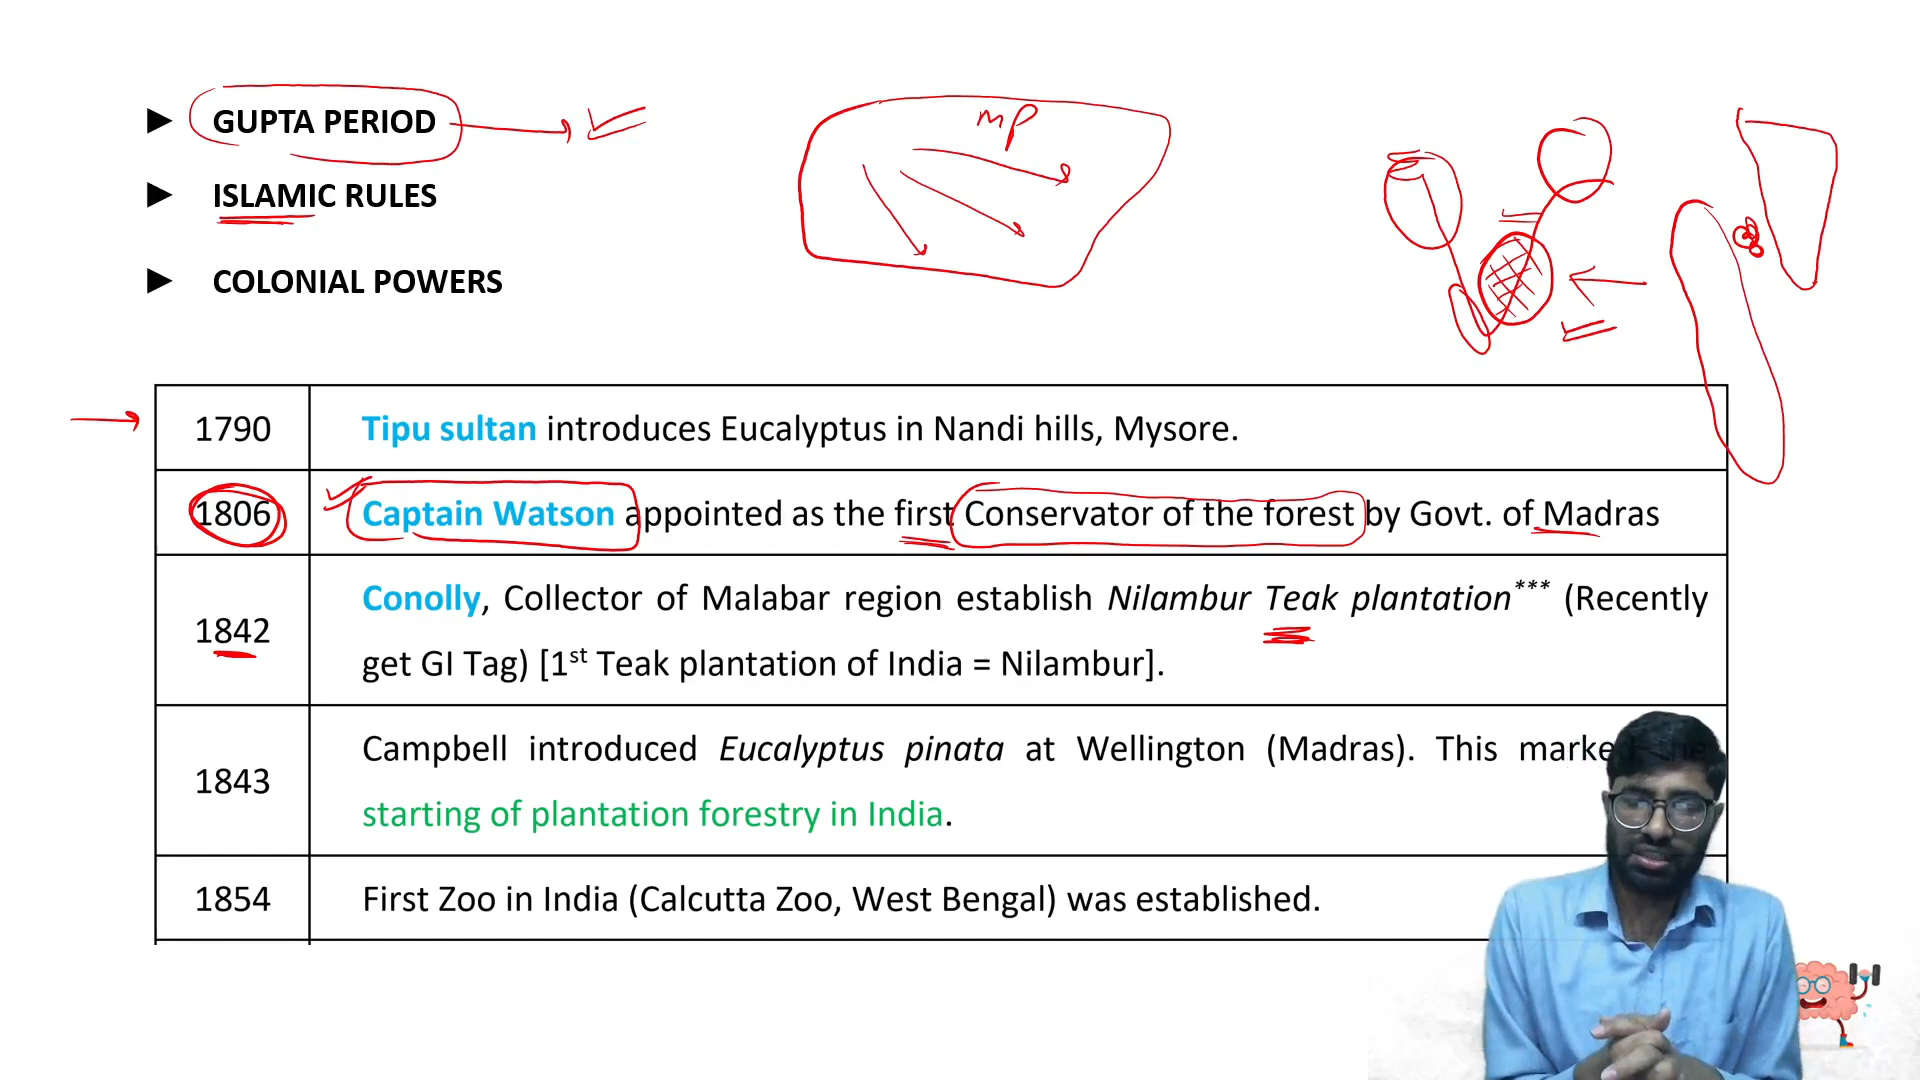 ► GUPTA PERIOD
mp
► ISLAMIC RULES
► COLONIAL POWERS
1790 Tipu sultan introduces Eucalyptus in Nandi hills, Mysore.
1806 Captain Watson appointed as the first Conservator of the forest by Govt. of Madras
1842 Conolly, Collector of Malabar region establish Nilambur Teak plantation*** (Recently
get GI Tag) [1st Teak plantation of India = Nilambur].
1843 Campbell introduced Eucalyptus pinata at Wellington (Madras). This marked the
starting of plantation forestry in India.
1854 First Zoo in India (Calcutta Zoo, West Bengal) was established.